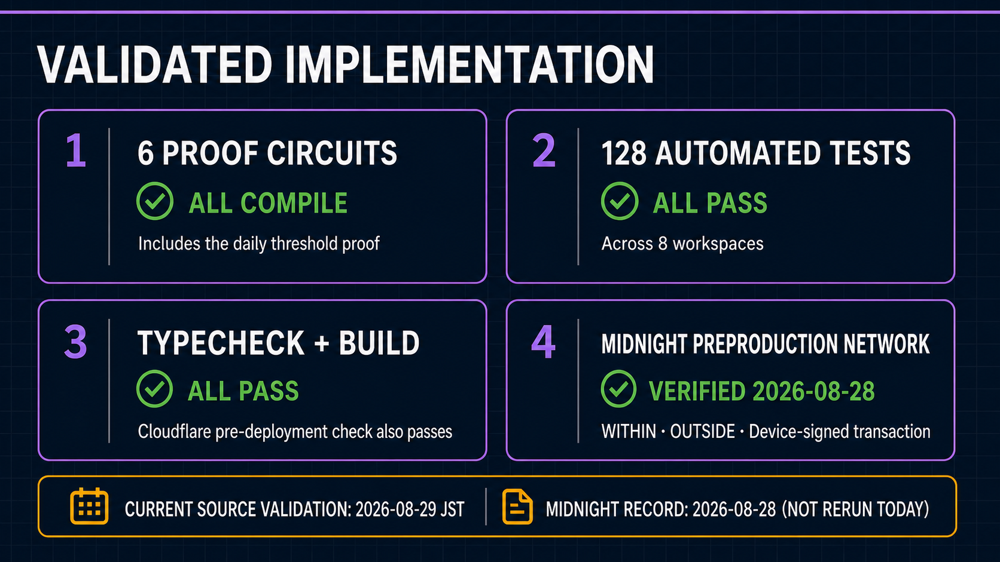 VALIDATED IMPLEMENTATION
1
6 PROOF CIRCUITS
ALL COMPILE
Includes the daily threshold proof
2
128 AUTOMATED TESTS
ALL PASS
Across 8 workspaces
3
TYPECHECK + BUILD
ALL PASS
Cloudflare pre-deployment check also passes
4
MIDNIGHT PREPRODUCTION NETWORK
VERIFIED 2026-08-28
WITHIN • OUTSIDE • Device-signed transaction
CURRENT SOURCE VALIDATION: 2026-08-29 JST
MIDNIGHT RECORD: 2026-08-28 (NOT RERUN TODAY)